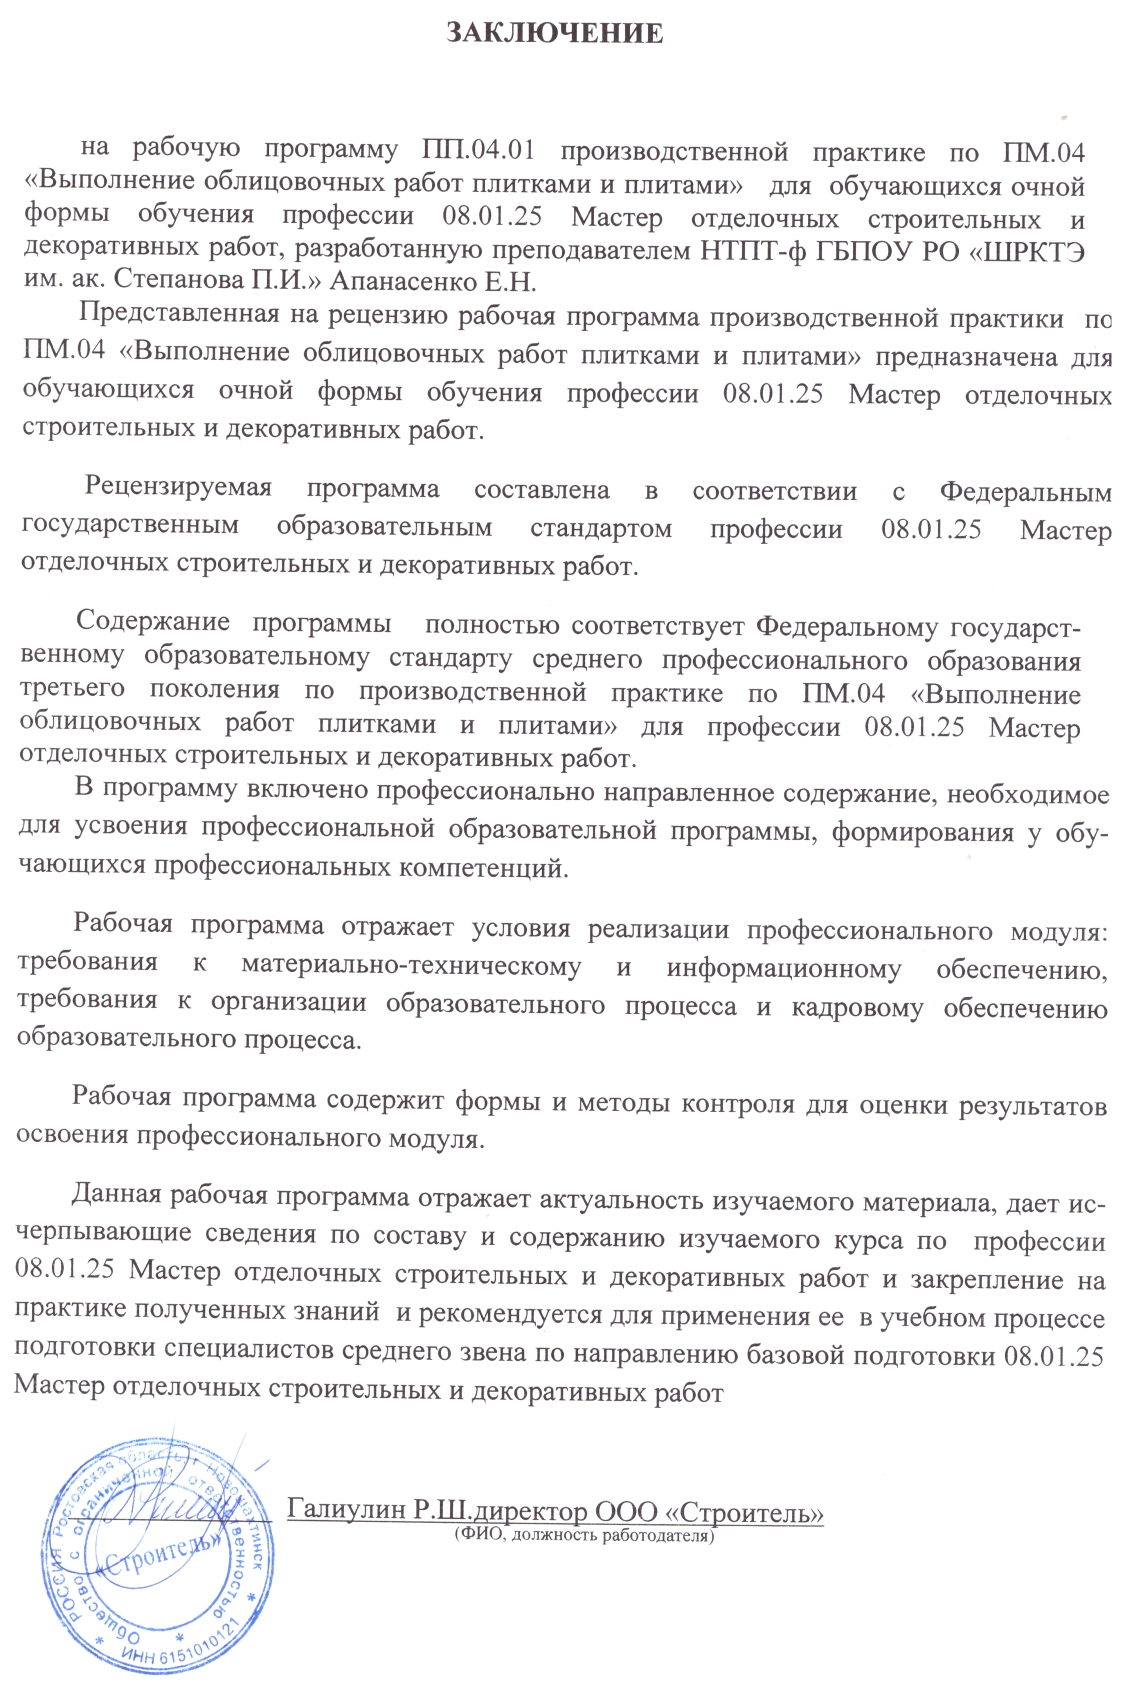 ЗАКЛЮЧЕНИЕ
на рабочую программу ПП.04.01 производственной практике по ПМ.04
«Выполнение облицовочных работ плитками и плитами» для обучающихся очной
формы обучения профессии 08.01.25 Мастер отделочных строительных и
декоративных работ, разработанную преподавателем НТПТ-ф ГБПОУ РО «ШРКТЭ
им. ак. Степанова П.И.» Апанасенко Е.Н.
Представленная на рецензию рабочая программа производственной практики по
ПМ.04 «Выполнение облицовочных работ плитками и плитами» предназначена для
обучающихся очной формы обучения профессии 08.01.25 Мастер отделочных
строительных и декоративных работ.
Рецензируемая программа составлена в соответствии с Федеральным
государственным образовательным стандартом профессии 08.01.25 Мастер
отделочных строительных и декоративных работ.
Содержание программы полностью соответствует Федеральному государст-
венному образовательному стандарту среднего профессионального образования
третьего поколения по производственной практике по ПМ.04 «Выполнение
облицовочных работ плитками и плитами» для профессии 08.01.25 Мастер
отделочных строительных и декоративных работ.
В программу включено профессионально направленное содержание, необходимое
для усвоения профессиональной образовательной программы, формирования у обу-
чающихся профессиональных компетенций.
Рабочая программа отражает условия реализации профессионального модуля:
требования к материально-техническому и информационному обеспечению,
требования к организации образовательного процесса и кадровому обеспечению
образовательного процесса.
Рабочая программа содержит формы и методы контроля для оценки результатов
освоения профессионального модуля.
Данная рабочая программа отражает актуальность изучаемого материала, дает ис-
черпывающие сведения по составу и содержанию изучаемого курса по профессии
08.01.25 Мастер отделочных строительных и декоративных работ и закрепление на
практике полученных знаний и рекомендуется для применения ее в учебном процессе
подготовки специалистов среднего звена по направлению базовой подготовки 08.01.25
Мастер отделочных строительных и декоративных работ
Галиулин Р.Ш.директор ООО «Строитель»
(ФИО, должность работодателя)
РОССИЯ Ростовская область, г. Новошахтинск
Общество с ограниченной ответственностью
«Строитель»
* ИНН 6151010121 *